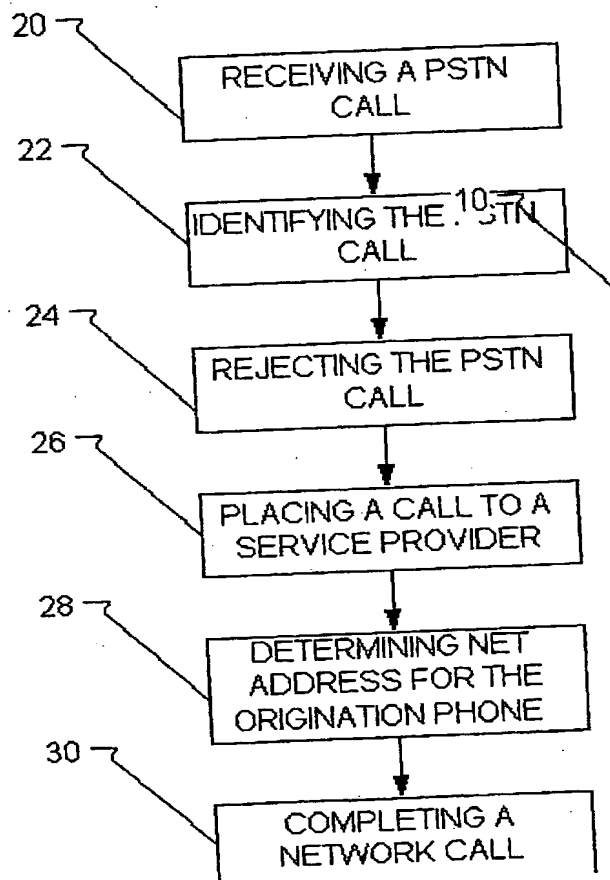 20
RECEIVING A PSTN
CALL
22
10
IDENTIFYING THE STN
CALL
24
REJECTING THE PSTN
CALL
26
PLACING A CALL TO A
SERVICE PROVIDER
28
DETERMINING NET
ADDRESS FOR THE
ORIGINATION PHONE
30
COMPLETING A
NETWORK CALL